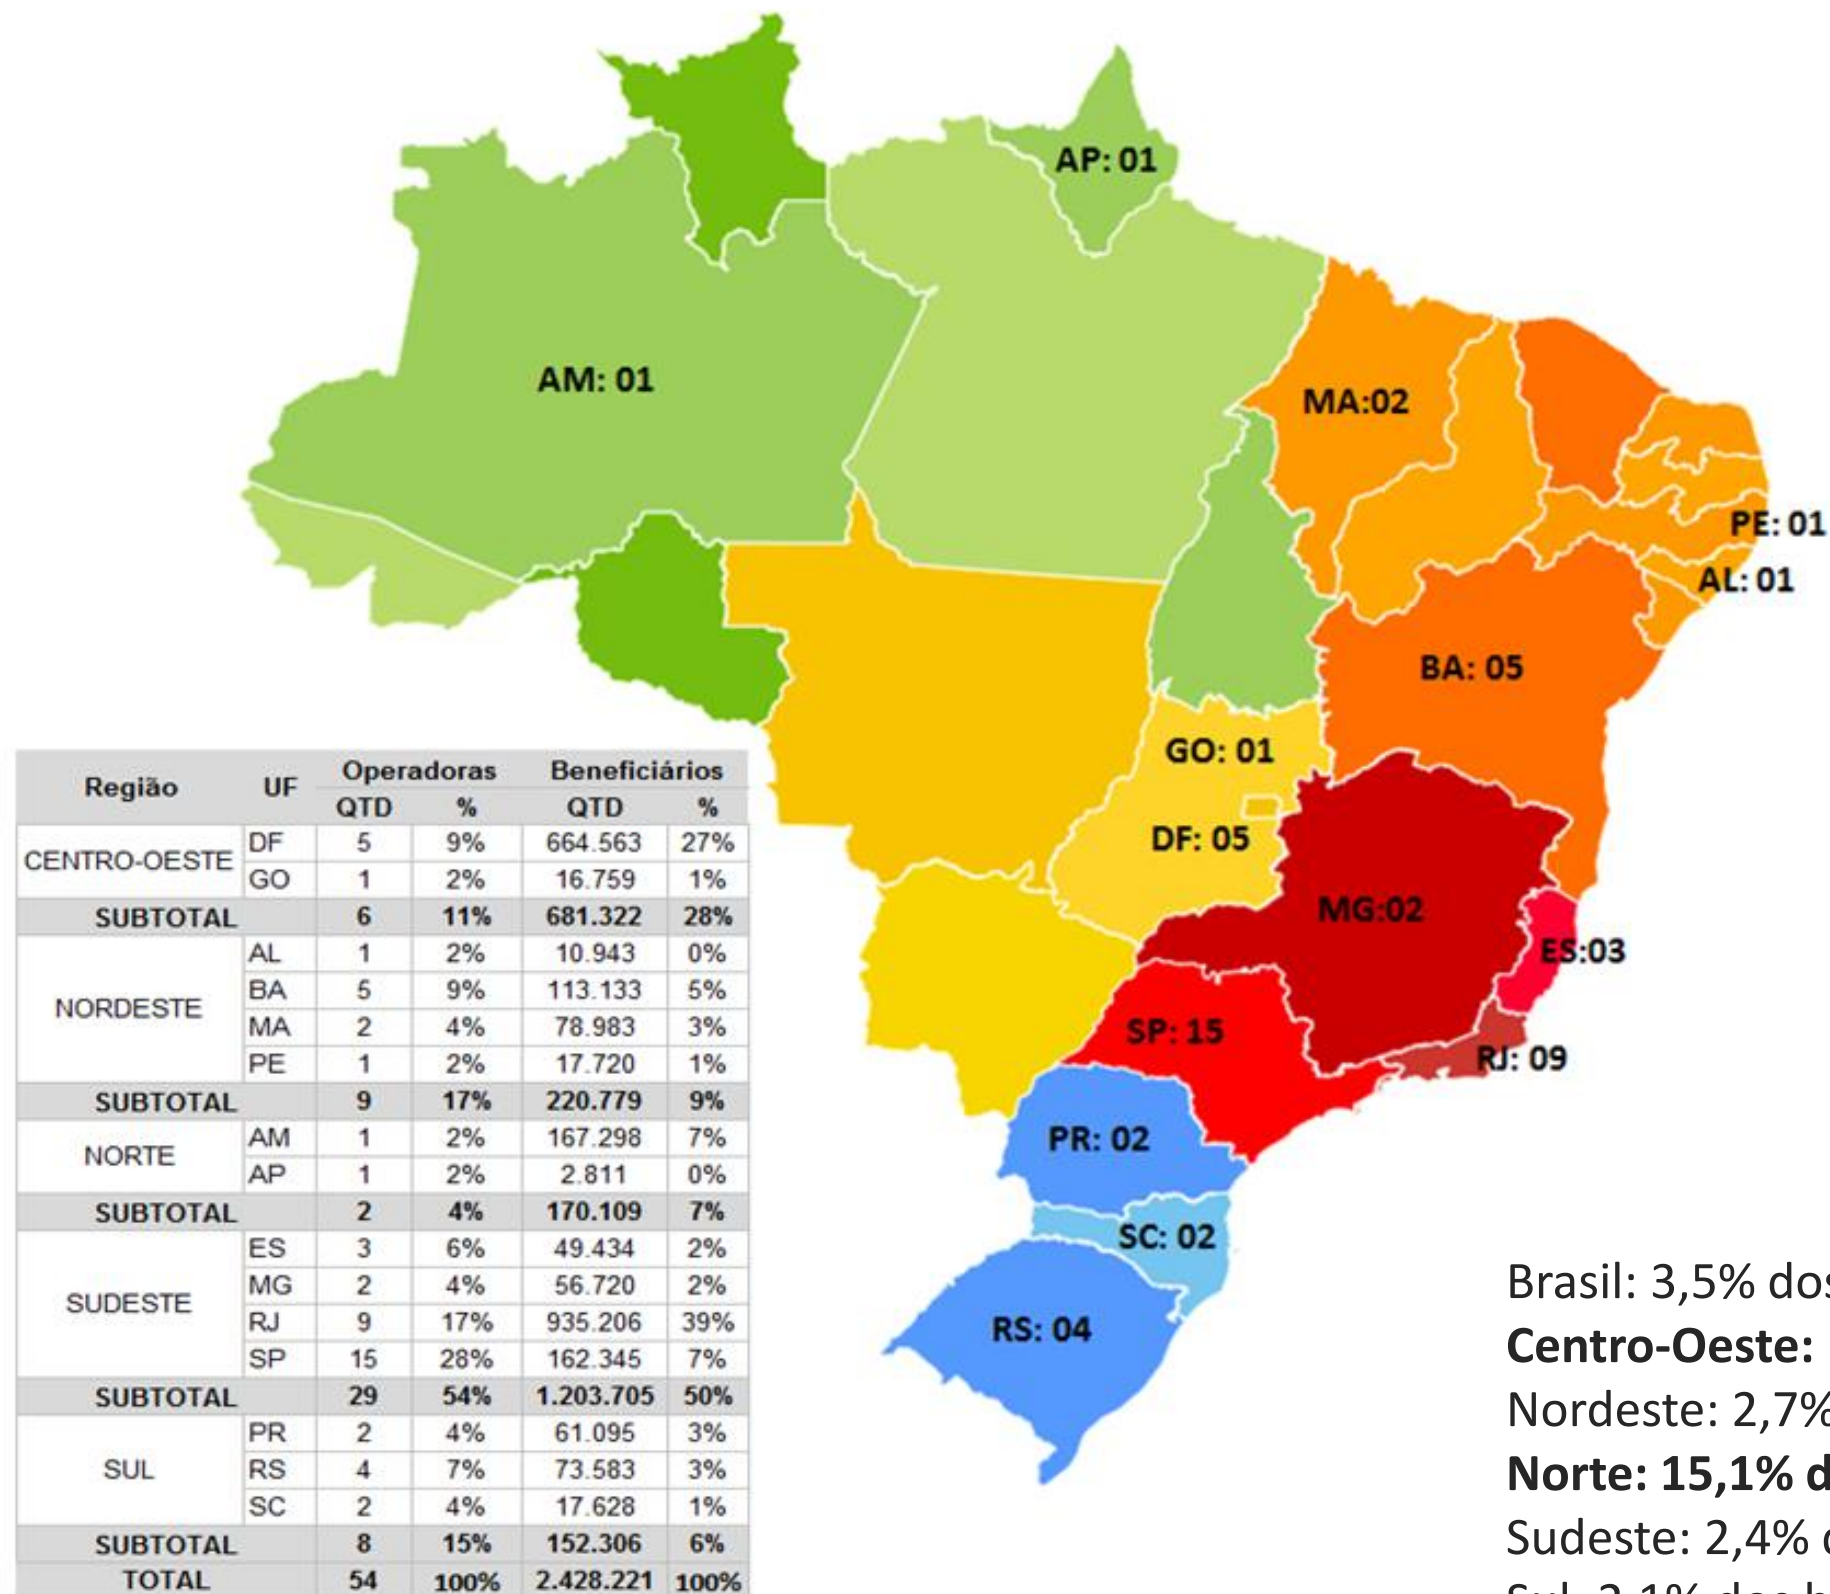 AP: 01
AM: 01
MA:02
PE: 01
AL: 01
BA: 05
GO: 01
DF: 05
MG:02
ES:03
SP: 15
RJ: 09
PR: 02
SC: 02
RS: 04
Região UF Operadoras Beneficiários
QTD % QTD %
CENTRO-OESTE
DF 5 9% 664.563 27%
GO 1 2% 16.759 1%
SUBTOTAL 6 11% 681.322 28%
NORDESTE
AL 1 2% 10.943 0%
BA 5 9% 113.133 5%
MA 2 4% 78.983 3%
PE 1 2% 17.720 1%
SUBTOTAL 9 17% 220.779 9%
NORTE
AM 1 2% 167.298 7%
AP 1 2% 2.811 0%
SUBTOTAL 2 4% 170.109 7%
SUDESTE
ES 3 6% 49.434 2%
MG 2 4% 56.720 2%
RJ 9 17% 935.206 39%
SP 15 28% 162.345 7%
SUBTOTAL 29 54% 1.203.705 50%
SUL
PR 2 4% 61.095 3%
RS 4 7% 73.583 3%
SC 2 4% 17.628 1%
SUBTOTAL 8 15% 152.306 6%
TOTAL 54 100% 2.428.221 100%
Brasil: 3,5% dos
Centro-Oeste:
Nordeste: 2,7%
Norte: 15,1% d
Sudeste: 2,4%